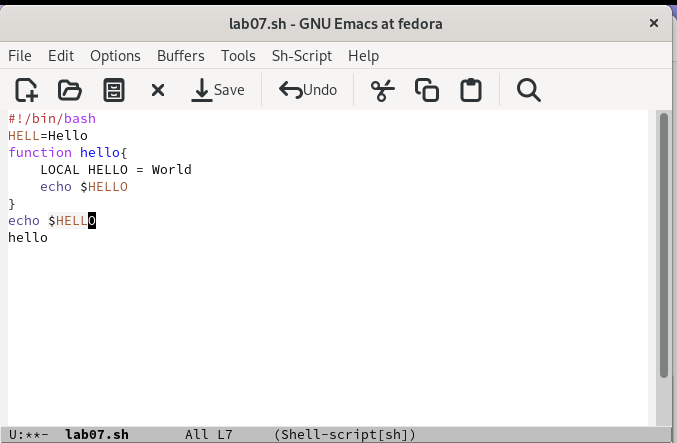 lab07.sh - GNU Emacs at fedora
File Edit Options Buffers Tools Sh-Script Help
Save Undo
#!/bin/bash
HELL=Hello
function hello{
    LOCAL HELLO = World
    echo $HELLO
}
echo $HELLO
hello
U:**-  lab07.sh       All L7     (Shell-script[sh])